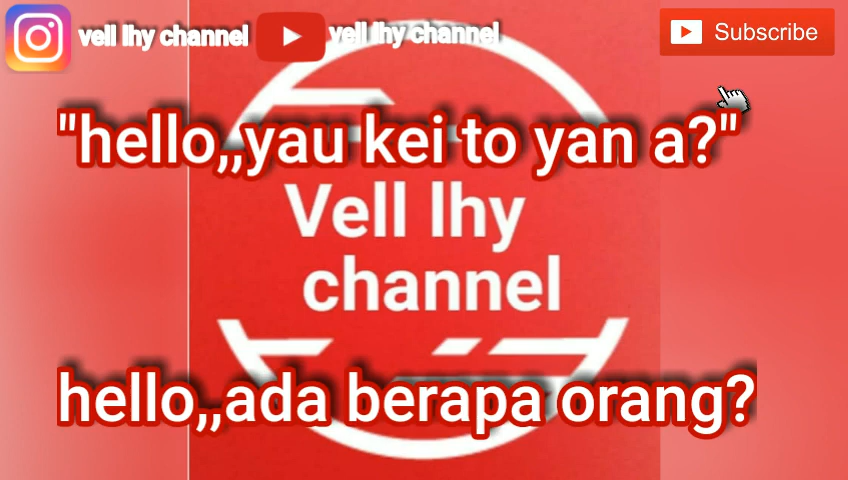 vell lhy channel
vell lhy channel
Subscribe
"hello,,yau kei to yan a?"
Vell lhy
channel
hello,,ada berapa orang?